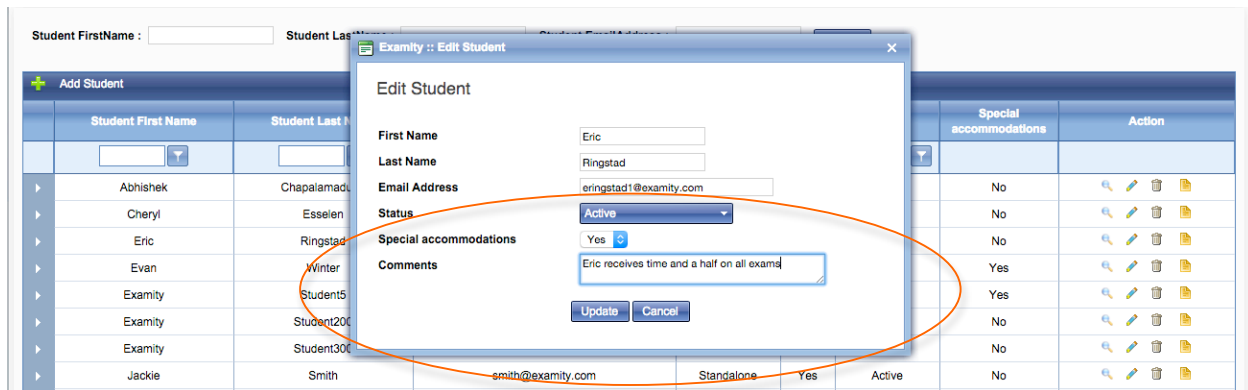 Student FirstName : Student LastName : Student EmailAddress :
Examity :: Edit Student
Add Student
Edit Student
Student First Name Student Last N Special accommodations Action
First Name Eric
Last Name Ringstad
Email Address eringstad1@examity.com
Status Active
Special accommodations Yes
Comments Eric receives time and a half on all exams
Update Cancel
Abhishek Chapalamadu No
Cheryl Esselen No
Eric Ringstad No
Evan Winter Yes
Examity Student5 Yes
Examity Student200 No
Examity Student300 No
Jackie Smith smith@examity.com Standalone Yes Active No